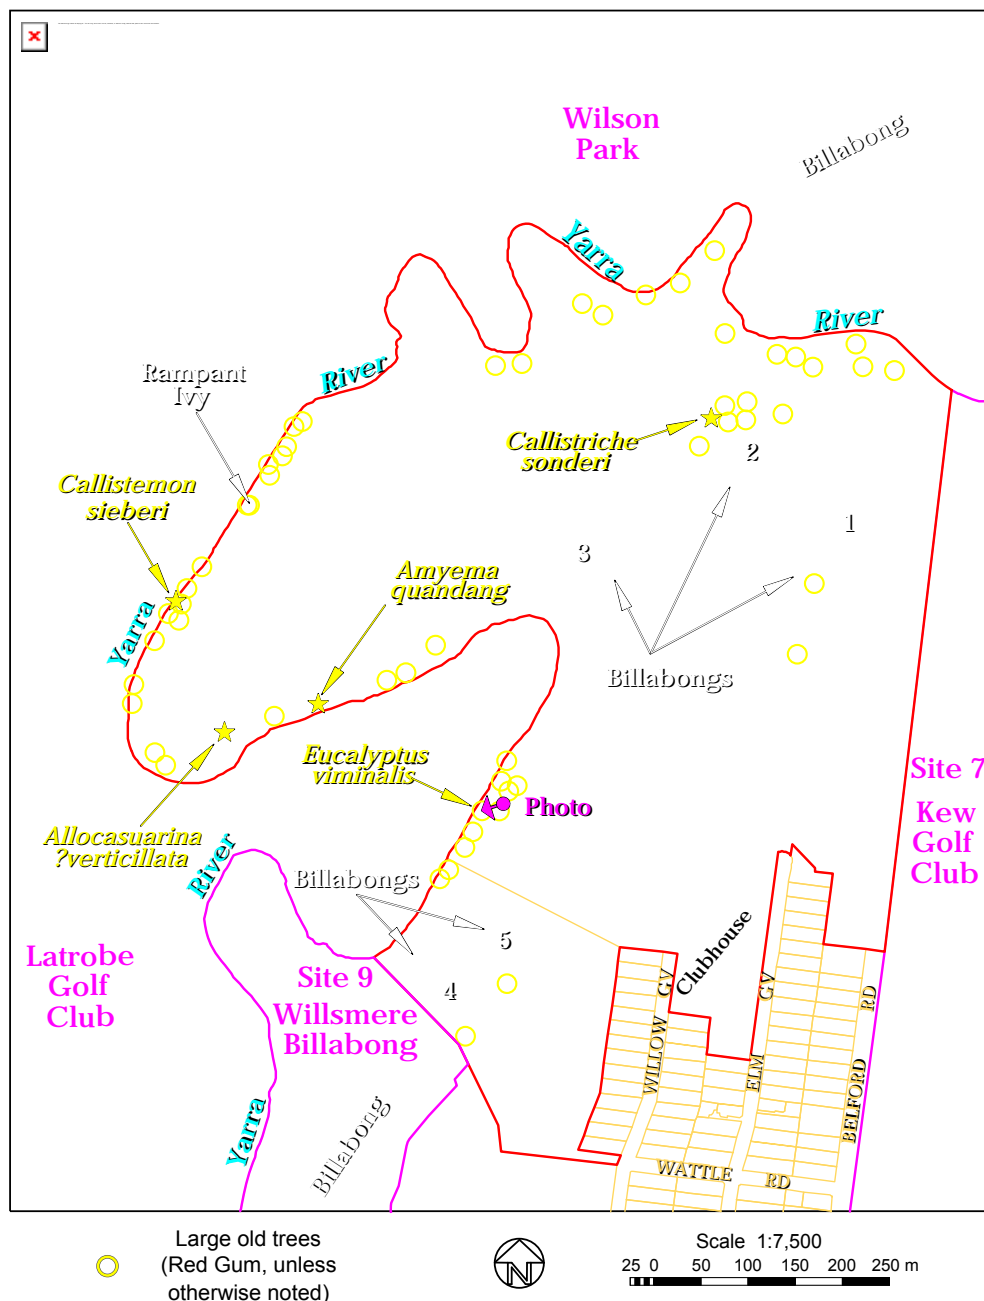 Wilson
Park
Billabong
Yarra
River
River
Rampant
Ivy
Callistriche
sonderi
2
Callistemon
sieberi
1
3
Amyema
quandang
Yarra
Billabongs
Eucalyptus
viminalis
Site 7
Photo
Kew
Golf
Club
Allocasuarina
?verticillata
River
Billabongs
Clubhouse
5
Latrobe
Golf
Club
Site 9
4
Willsmere
Billabong
GV
GV
RD
WILLOW
ELM
BELFORD
Yarra
Billabong
WATTLE RD
Large old trees
(Red Gum, unless
otherwise noted)
N
Scale 1:7,500
25 0 50 100 150 200 250 m